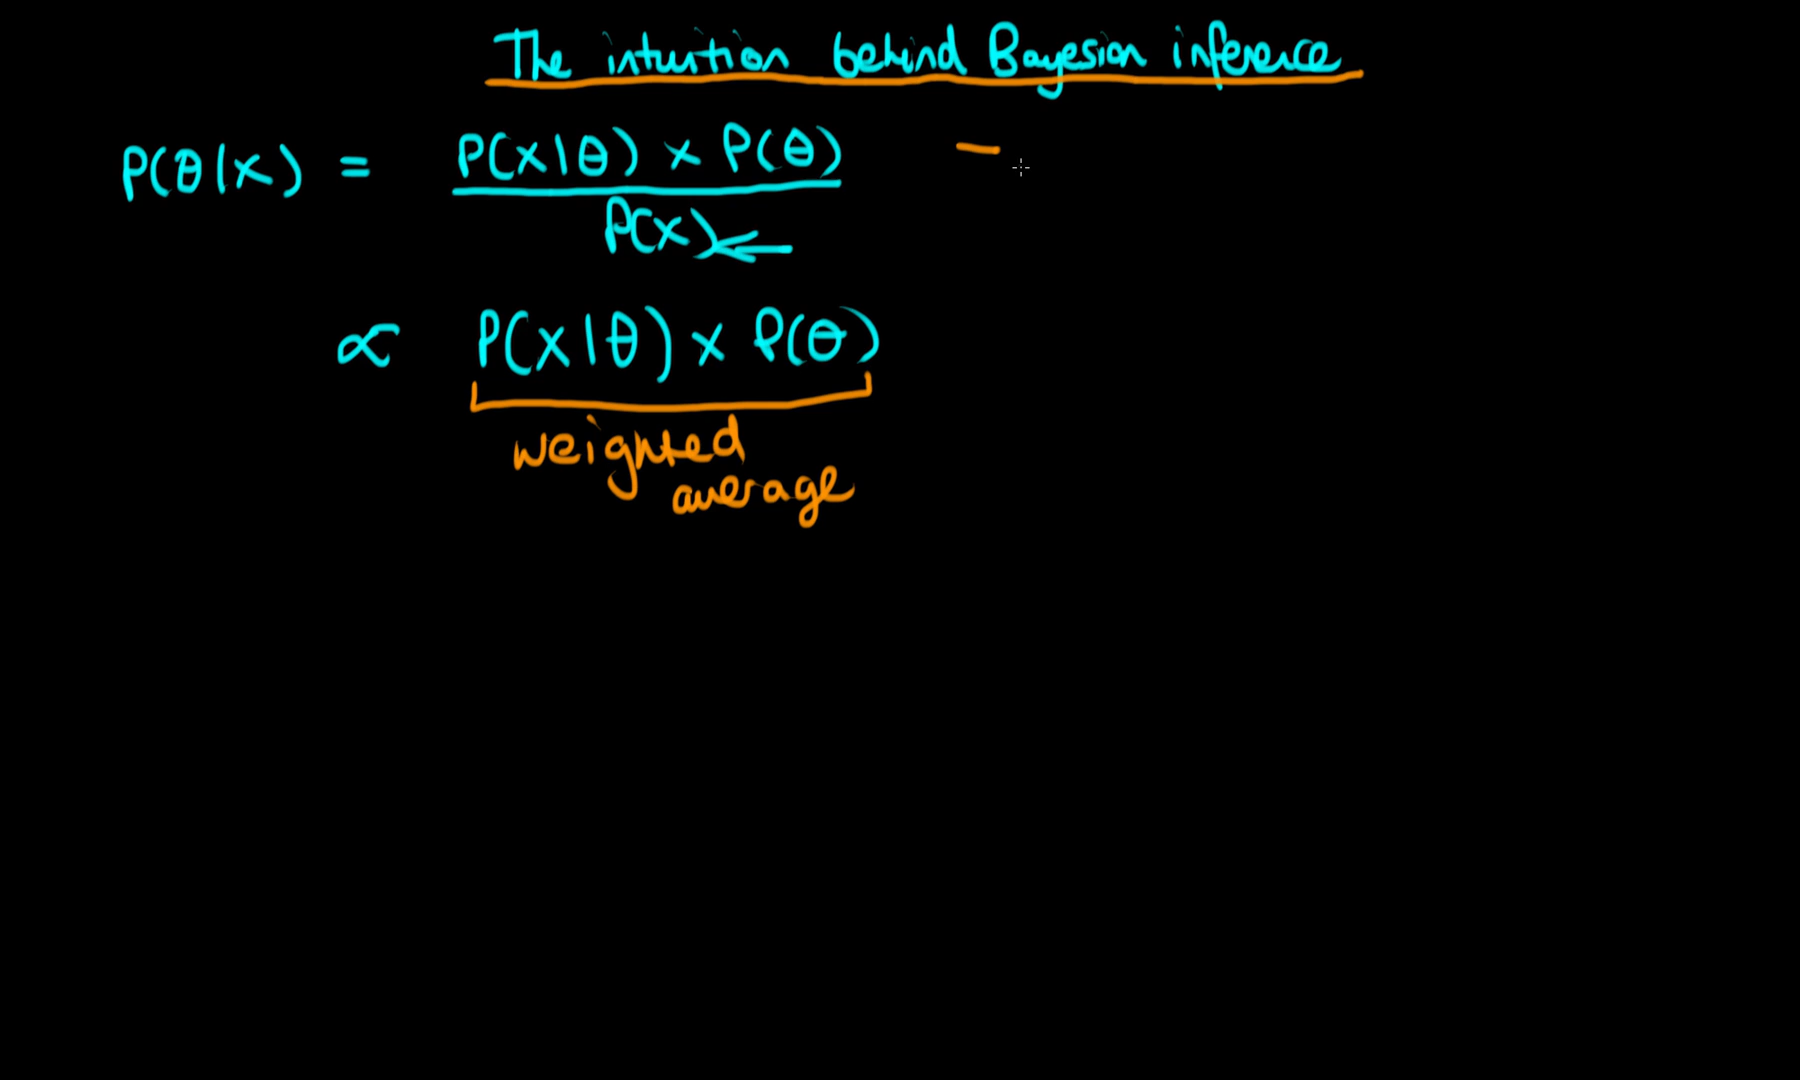 The intuition behind Bayesian inference
P(θ|x) = P(x|θ) × P(θ)
P(x)
∝ P(x|θ) × P(θ)
weighted
average